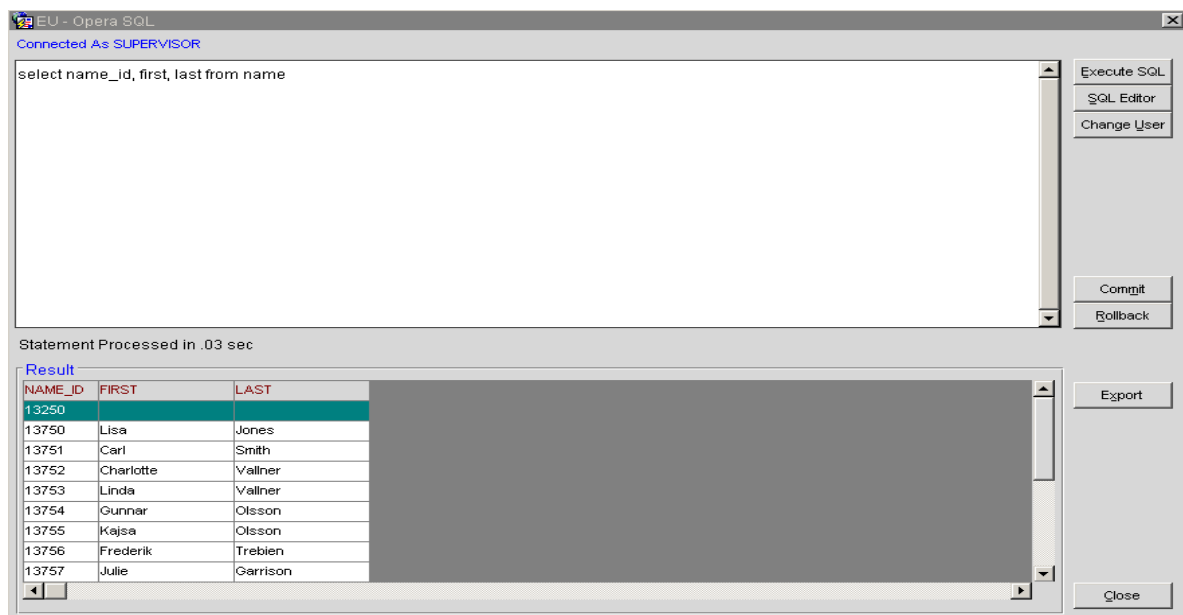 EU - Opera SQL
Connected As SUPERVISOR
select name_id, first, last from name
Execute SQL
SQL Editor
Change User
Commit
Rollback
Statement Processed in .03 sec
Result
NAME_ID FIRST LAST
13250
13750 Lisa Jones
13751 Carl Smith
13752 Charlotte Vallner
13753 Linda Vallner
13754 Gunnar Olsson
13755 Kajsa Olsson
13756 Frederik Trebien
13757 Julie Garrison
Export
Close